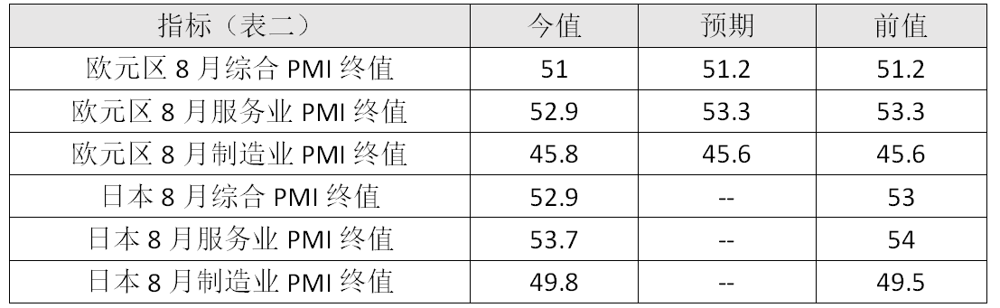 指标（表二） 今值 预期 前值
欧元区 8 月综合 PMI 终值 51 51.2 51.2
欧元区 8 月服务业 PMI 终值 52.9 53.3 53.3
欧元区 8 月制造业 PMI 终值 45.8 45.6 45.6
日本 8 月综合 PMI 终值 52.9 -- 53
日本 8 月服务业 PMI 终值 53.7 -- 54
日本 8 月制造业 PMI 终值 49.8 -- 49.5